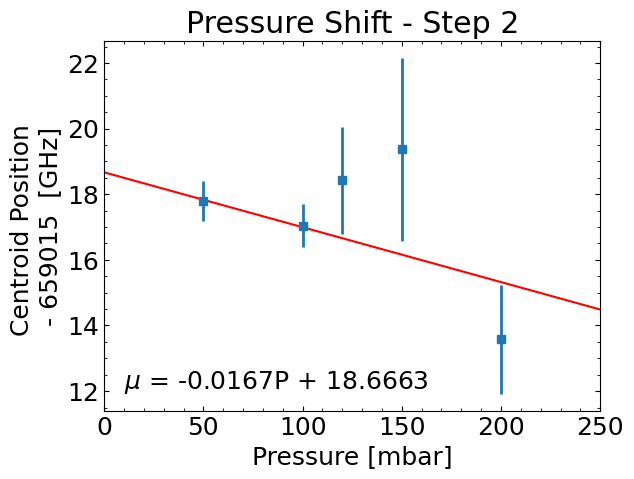 Pressure Shift - Step 2
Centroid Position
- 659015 [GHz]
22
20
18
16
14
12
μ = -0.0167P + 18.6663
0 50 100 150 200 250
Pressure [mbar]